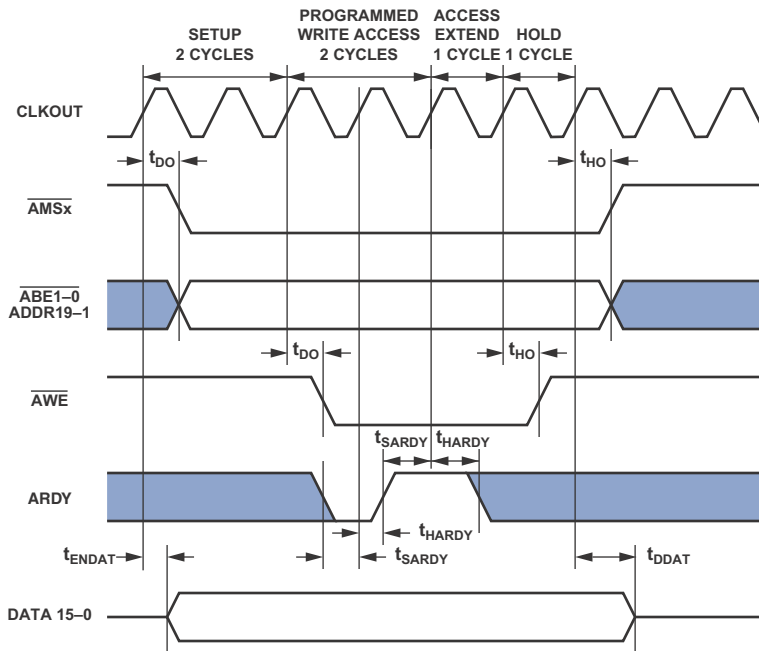 SETUP
2 CYCLES
PROGRAMMED
WRITE ACCESS
2 CYCLES
ACCESS
EXTEND
1 CYCLE
HOLD
1 CYCLE
CLKOUT
tDO
tHO
AMSx
ABE1–0
ADDR19–1
tDO
tHO
AWE
tSARDY
tHARDY
ARDY
tHARDY
tSARDY
tENDAT
tDDAT
DATA 15–0